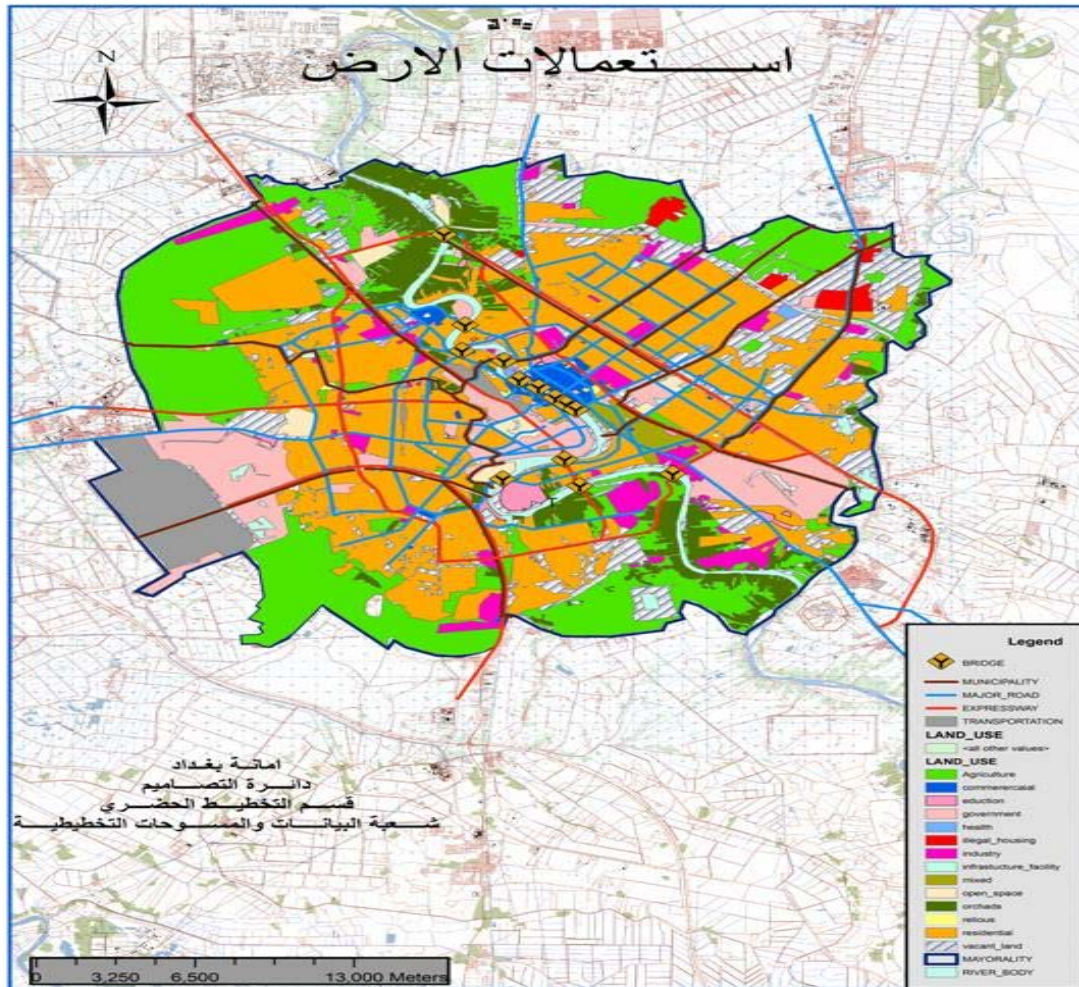 استعمالات الارض
N
امانة بغداد
دائرة التصاميم
قسم التخطيط الحضري
شعبة البيانات والمسوحات التخطيطية
0 3,250 6,500 13,000 Meters
Legend
BRIDGE
MUNICIPALITY
MAJOR_ROAD
EXPRESSWAY
TRANSPORTATION
LAND_USE
<all other values>
LAND_USE
Agriculture
commerercalal
eduction
government
health
ilegal_housing
industry
infrastucture_facility
mixed
open_space
orchads
relious
residential
vacant_land
MAYORALITY
RIVER_BODY